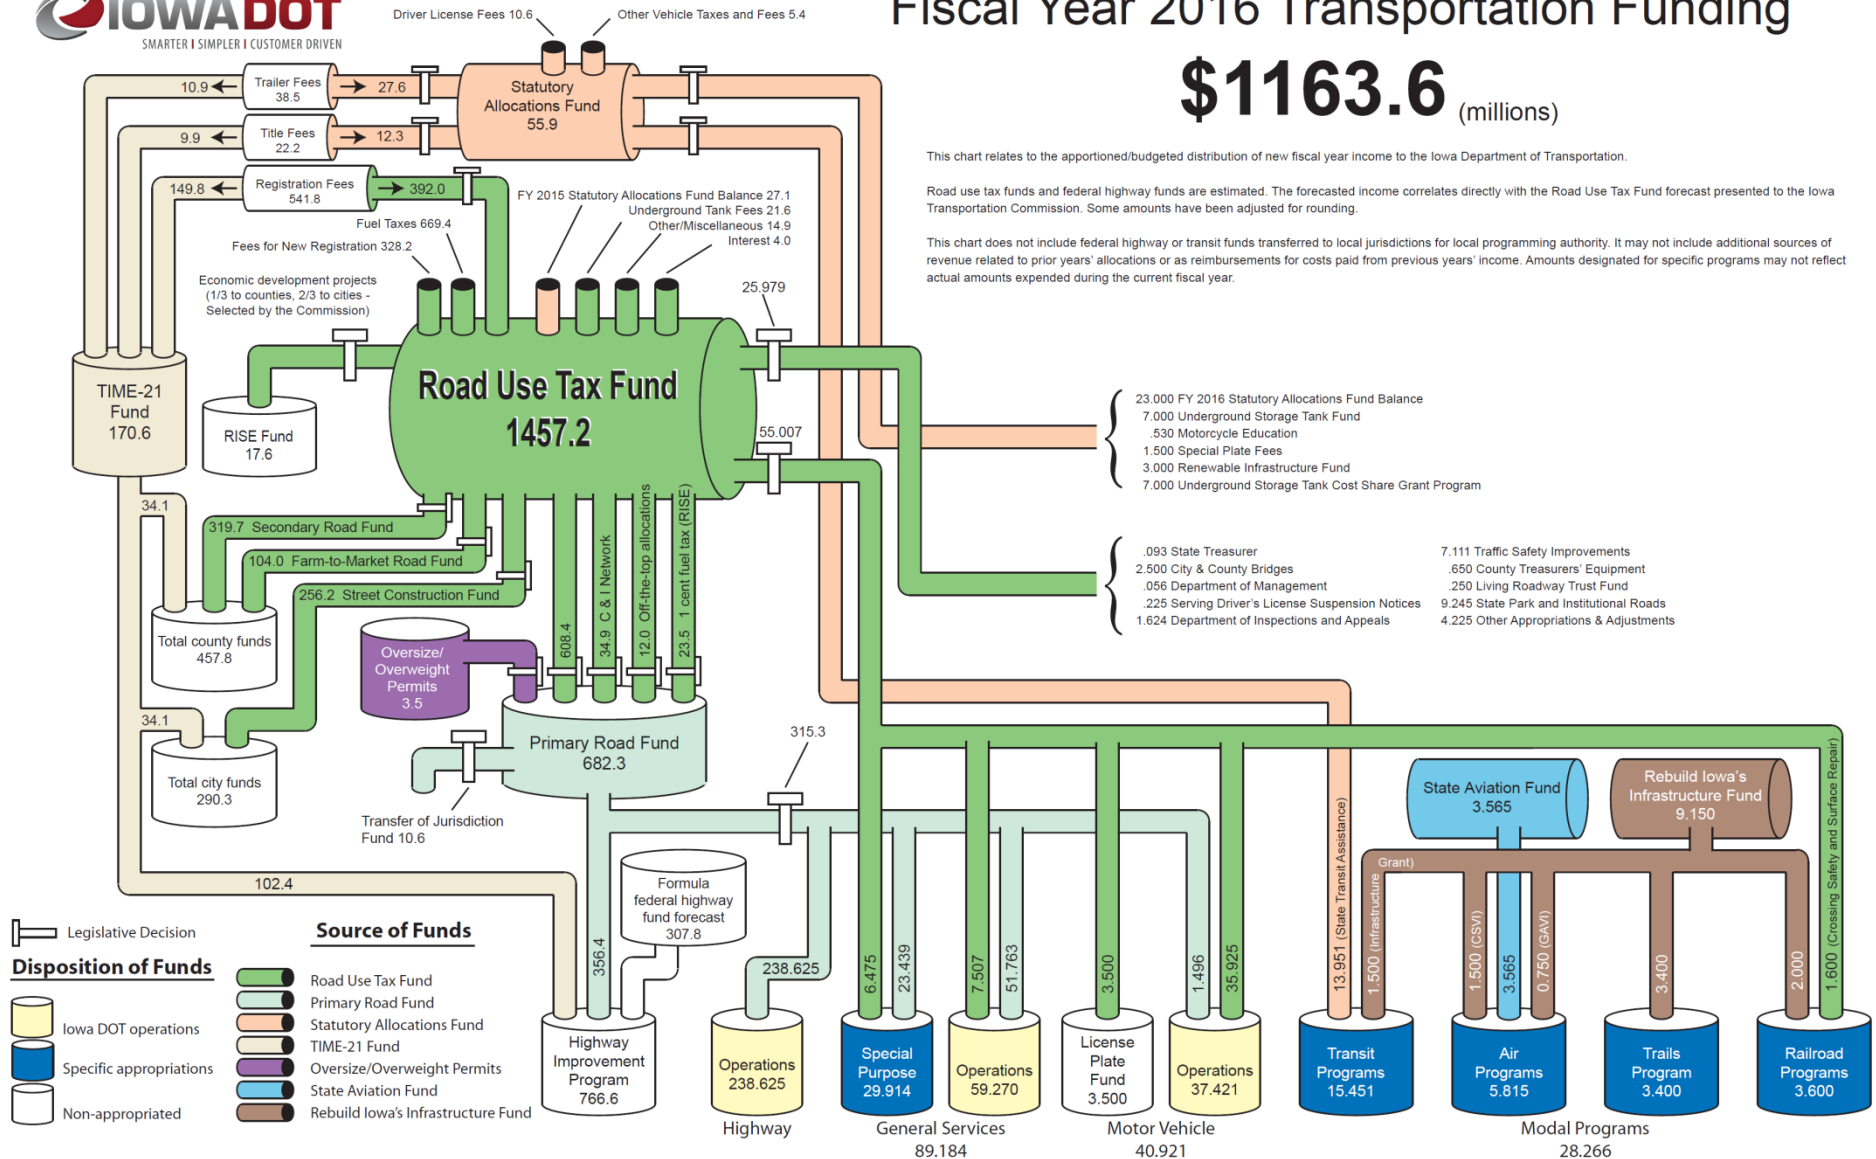 IOWADOT
SMARTER | SIMPLER | CUSTOMER DRIVEN
Fiscal Year 2016 Transportation Funding
$1163.6 (millions)
This chart relates to the apportioned/budgeted distribution of new fiscal year income to the Iowa Department of Transportation.
Road use tax funds and federal highway funds are estimated. The forecasted income correlates directly with the Road Use Tax Fund forecast presented to the Iowa
Transportation Commission. Some amounts have been adjusted for rounding.
This chart does not include federal highway or transit funds transferred to local jurisdictions for local programming authority. It may not include additional sources of
revenue related to prior years' allocations or as reimbursements for costs paid from previous years' income. Amounts designated for specific programs may not reflect
actual amounts expended during the current fiscal year.
Driver License Fees 10.6
Other Vehicle Taxes and Fees 5.4
10.9
Trailer Fees
38.5
27.6
Statutory
Allocations Fund
55.9
9.9
Title Fees
22.2
12.3
149.8
Registration Fees
541.8
392.0
FY 2015 Statutory Allocations Fund Balance 27.1
Underground Tank Fees 21.6
Other/Miscellaneous 14.9
Interest 4.0
Fuel Taxes 669.4
Fees for New Registration 328.2
Economic development projects
(1/3 to counties, 2/3 to cities -
Selected by the Commission)
25.979
TIME-21
Fund
170.6
RISE Fund
17.6
Road Use Tax Fund
1457.2
55.007
23.000 FY 2016 Statutory Allocations Fund Balance
7.000 Underground Storage Tank Fund
.530 Motorcycle Education
1.500 Special Plate Fees
3.000 Renewable Infrastructure Fund
7.000 Underground Storage Tank Cost Share Grant Program
.093 State Treasurer
2.500 City & County Bridges
.056 Department of Management
.225 Serving Driver's License Suspension Notices
1.624 Department of Inspections and Appeals
7.111 Traffic Safety Improvements
.650 County Treasurers' Equipment
.250 Living Roadway Trust Fund
9.245 State Park and Institutional Roads
4.225 Other Appropriations & Adjustments
34.1
319.7 Secondary Road Fund
104.0 Farm-to-Market Road Fund
256.2 Street Construction Fund
608.4
34.9 C & I Network
12.0 Off-the-top allocations
23.5 1 cent fuel tax (RISE)
Total county funds
457.8
Oversize/
Overweight
Permits
3.5
34.1
Total city funds
290.3
Primary Road Fund
682.3
315.3
Transfer of Jurisdiction
Fund 10.6
102.4
356.4
Formula
federal highway
fund forecast
307.8
238.625
6.475
23.439
7.507
51.763
3.500
1.496
35.925
13.951 (State Transit Assistance)
1.500 (Infrastructure
Grant)
State Aviation Fund
3.565
Rebuild Iowa's
Infrastructure Fund
9.150
1.500 (CSVI)
3.565
0.750 (GAVI)
3.400
2.000
1.600 (Crossing Safety and Surface Repair)
Legislative Decision
Disposition of Funds
Iowa DOT operations
Specific appropriations
Non-appropriated
Source of Funds
Road Use Tax Fund
Primary Road Fund
Statutory Allocations Fund
TIME-21 Fund
Oversize/Overweight Permits
State Aviation Fund
Rebuild Iowa's Infrastructure Fund
Highway
Improvement
Program
766.6
Operations
238.625
Special
Purpose
29.914
Operations
59.270
License
Plate
Fund
3.500
Operations
37.421
Transit
Programs
15.451
Air
Programs
5.815
Trails
Program
3.400
Railroad
Programs
3.600
Highway
General Services
89.184
Motor Vehicle
40.921
Modal Programs
28.266